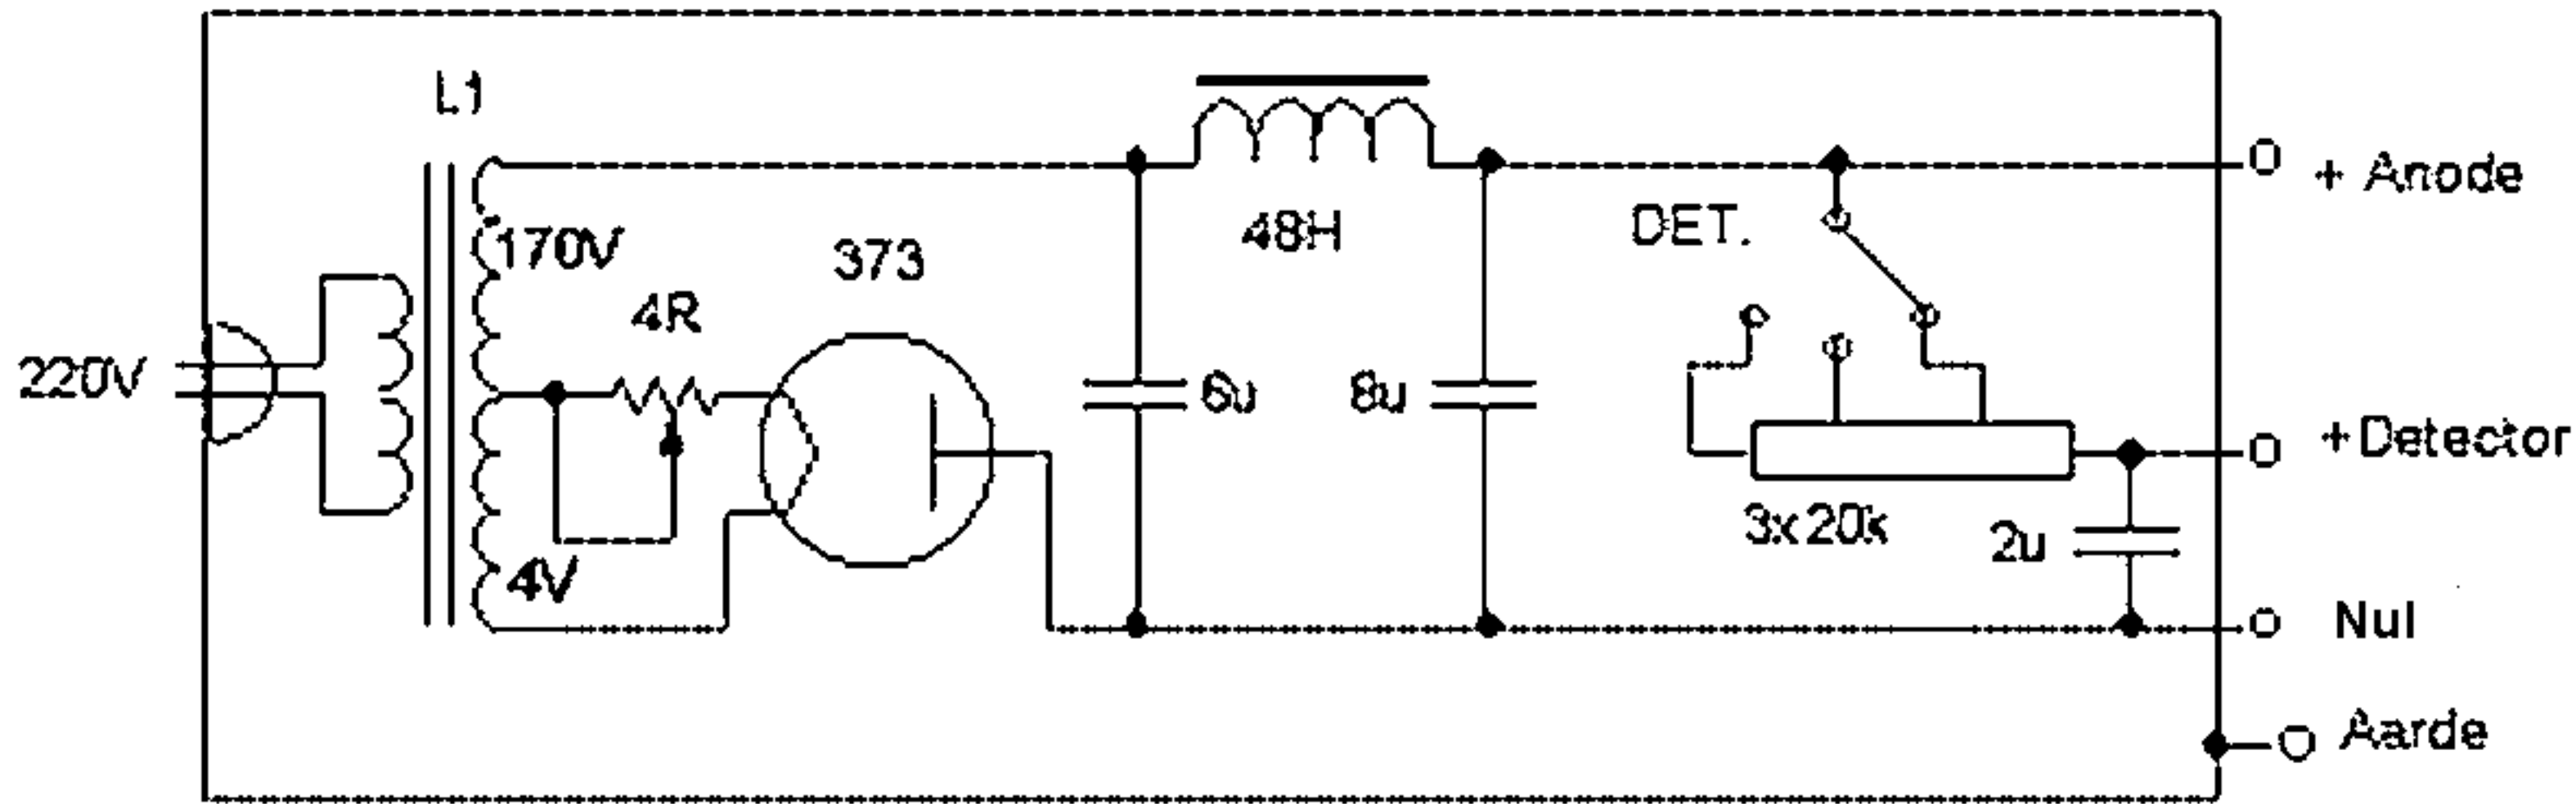 L1
170V
48H
DET.
+ Anode
373
4R
220V
6u
8u
+Detector
3x20k
2u
4V
Nul
Aarde